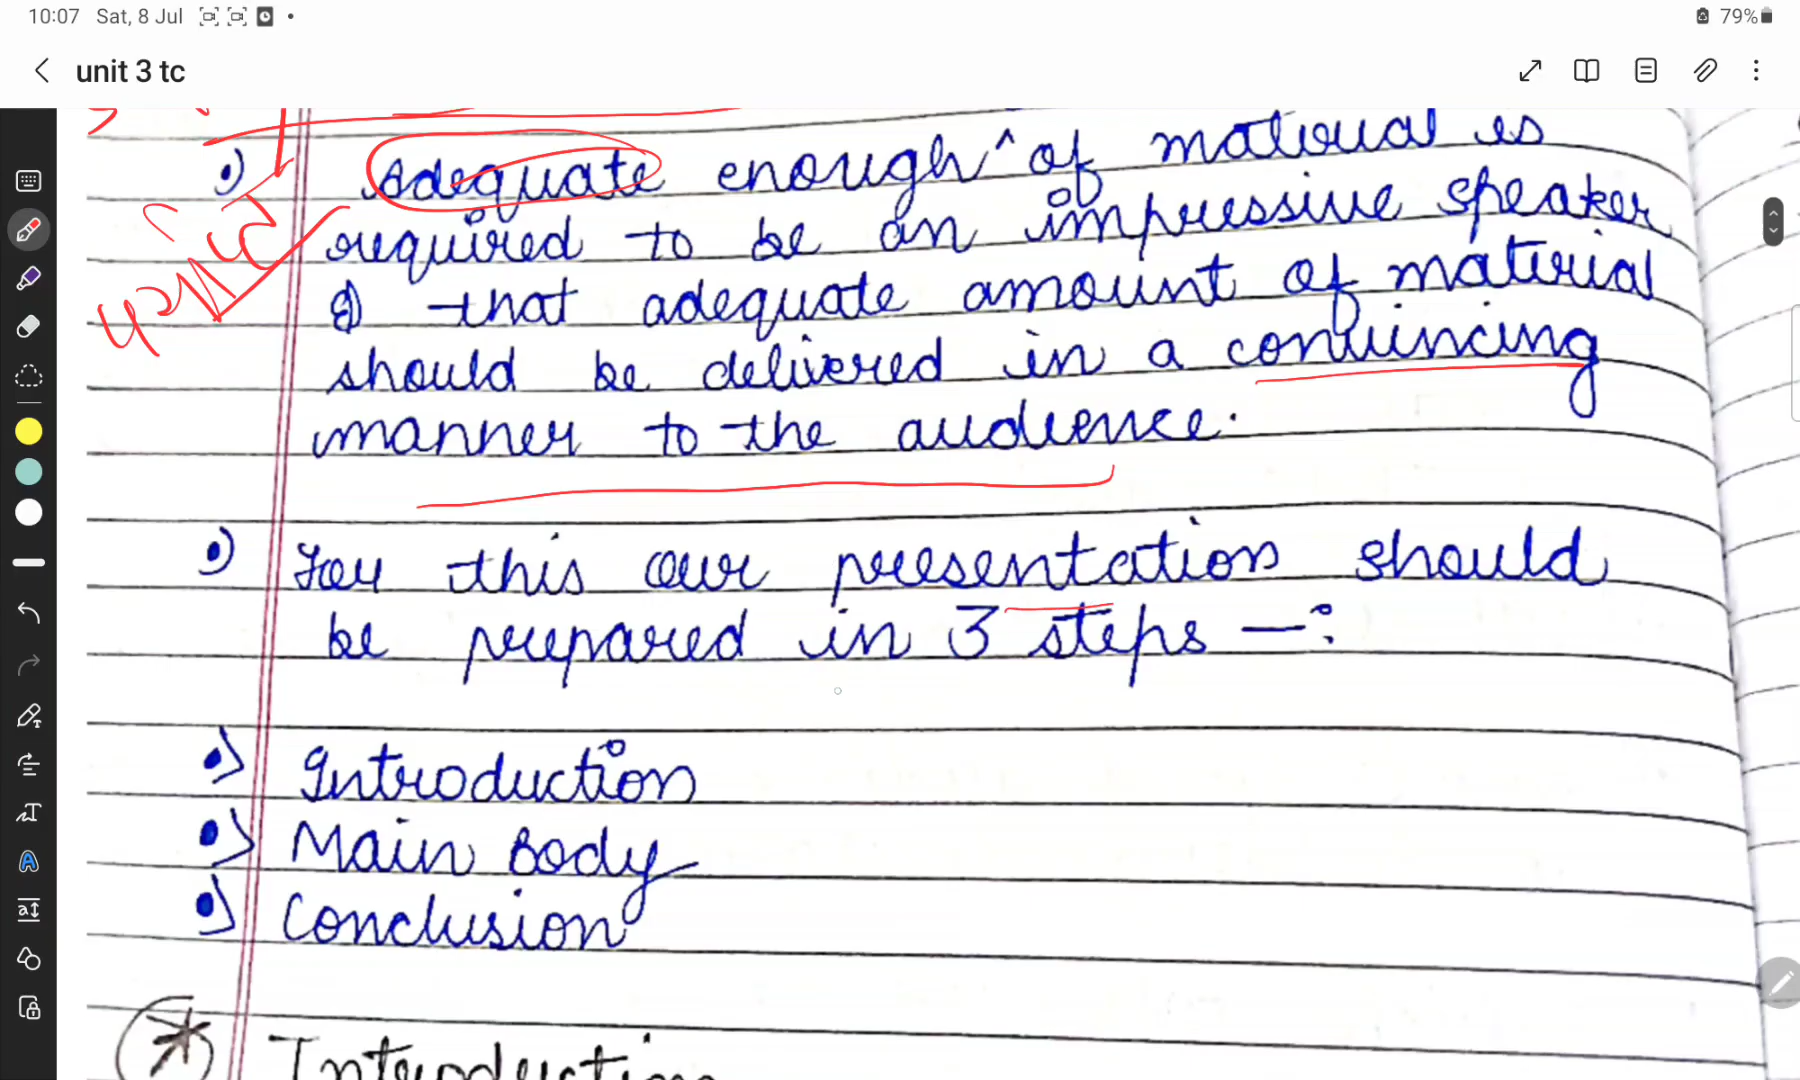 10:07 Sat, 8 Jul
79%
unit 3 tc
Adequate enough ^ of material is
required to be an impressive speaker
& that adequate amount of material
should be delivered in a convincing
manner to the audience.
For this our presentation should
be prepared in 3 steps —:
Introduction
Main Body
Conclusion
Introduction